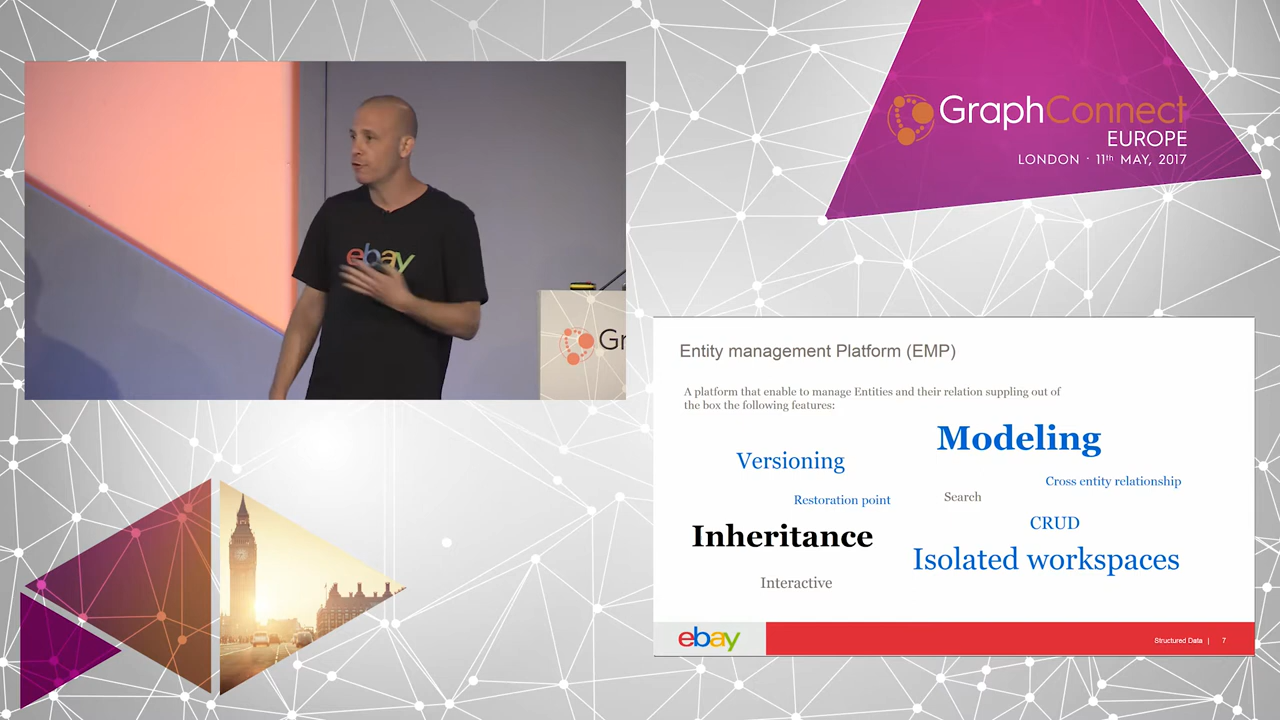 GraphConnect
EUROPE
LONDON · 11th MAY, 2017
ebay
Gr
Entity management Platform (EMP)
A platform that enable to manage Entities and their relation suppling out of
the box the following features:
Modeling
Versioning
Cross entity relationship
Restoration point
Search
CRUD
Inheritance
Isolated workspaces
Interactive
ebay
Structured Data | 7